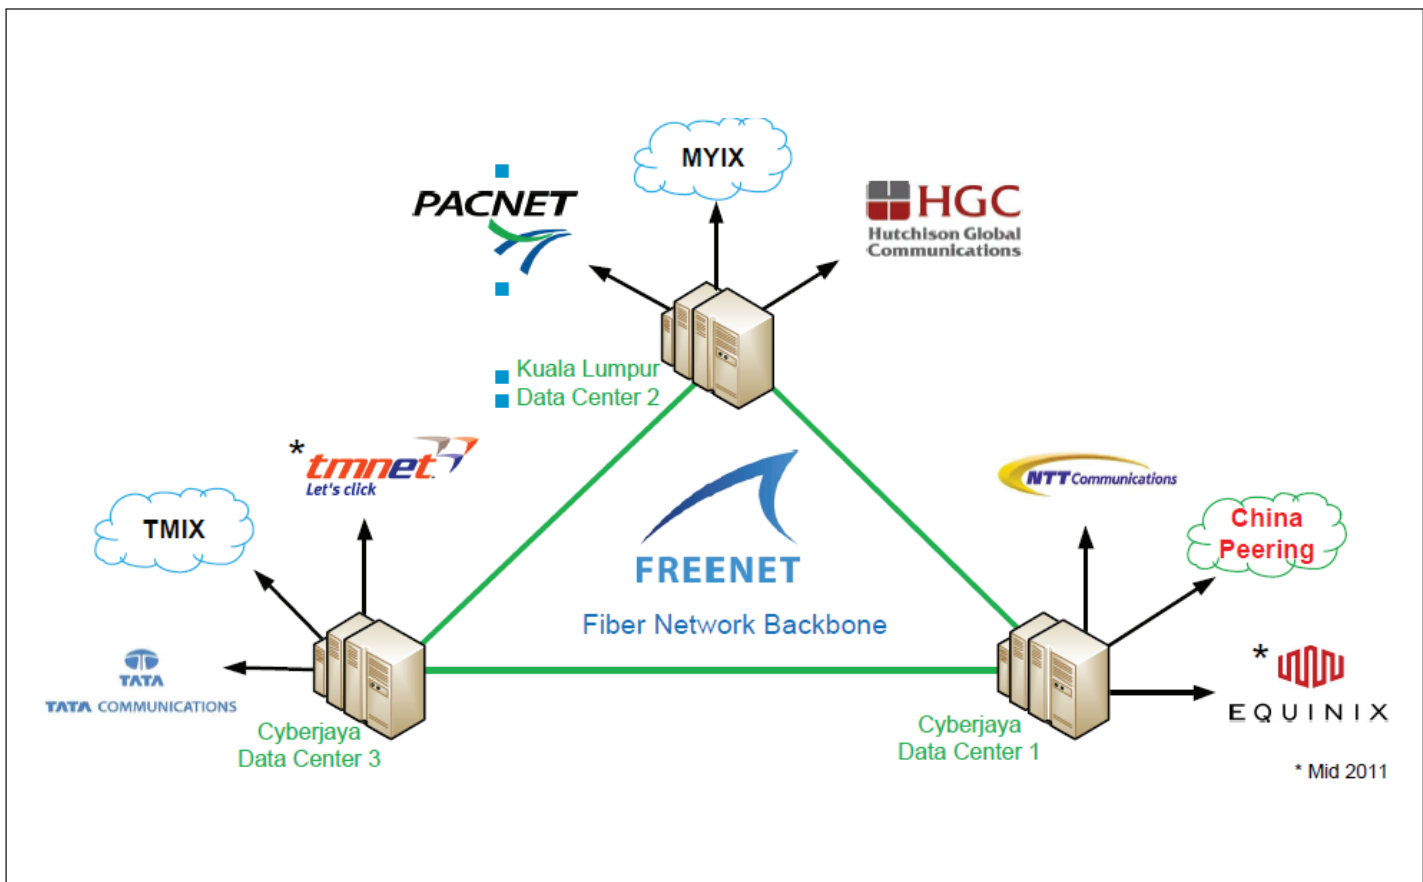 MYIX
PACNET
HGC
Hutchison Global
Communications
Kuala Lumpur
Data Center 2
* tmnet
Let's click
TMIX
NTT Communications
China
Peering
FREENET
Fiber Network Backbone
TATA
TATA COMMUNICATIONS
* EQUINIX
Cyberjaya
Data Center 3
Cyberjaya
Data Center 1
* Mid 2011